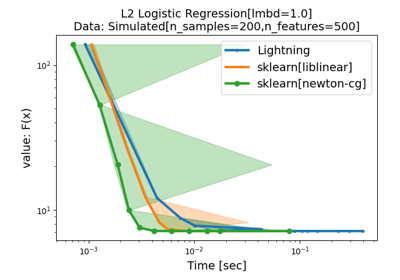 L2 Logistic Regression[lmbd=1.0]
Data: Simulated[n_samples=200,n_features=500]
Lightning
sklearn[liblinear]
sklearn[newton-cg]
value: F(x)
10²
10¹
10⁻³
10⁻²
10⁻¹
Time [sec]